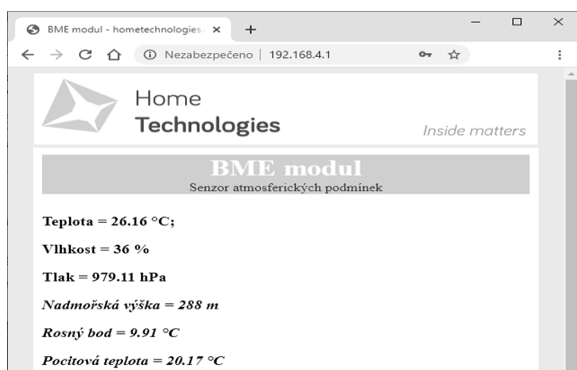 BME modul - hometechnologies.
Nezabezpečeno | 192.168.4.1
Home
Technologies
Inside matters
BME modul
Senzor atmosferických podmínek
Teplota = 26.16 °C;
Vlhkost = 36 %
Tlak = 979.11 hPa
Nadmořská výška = 288 m
Rosný bod = 9.91 °C
Pocitová teplota = 20.17 °C